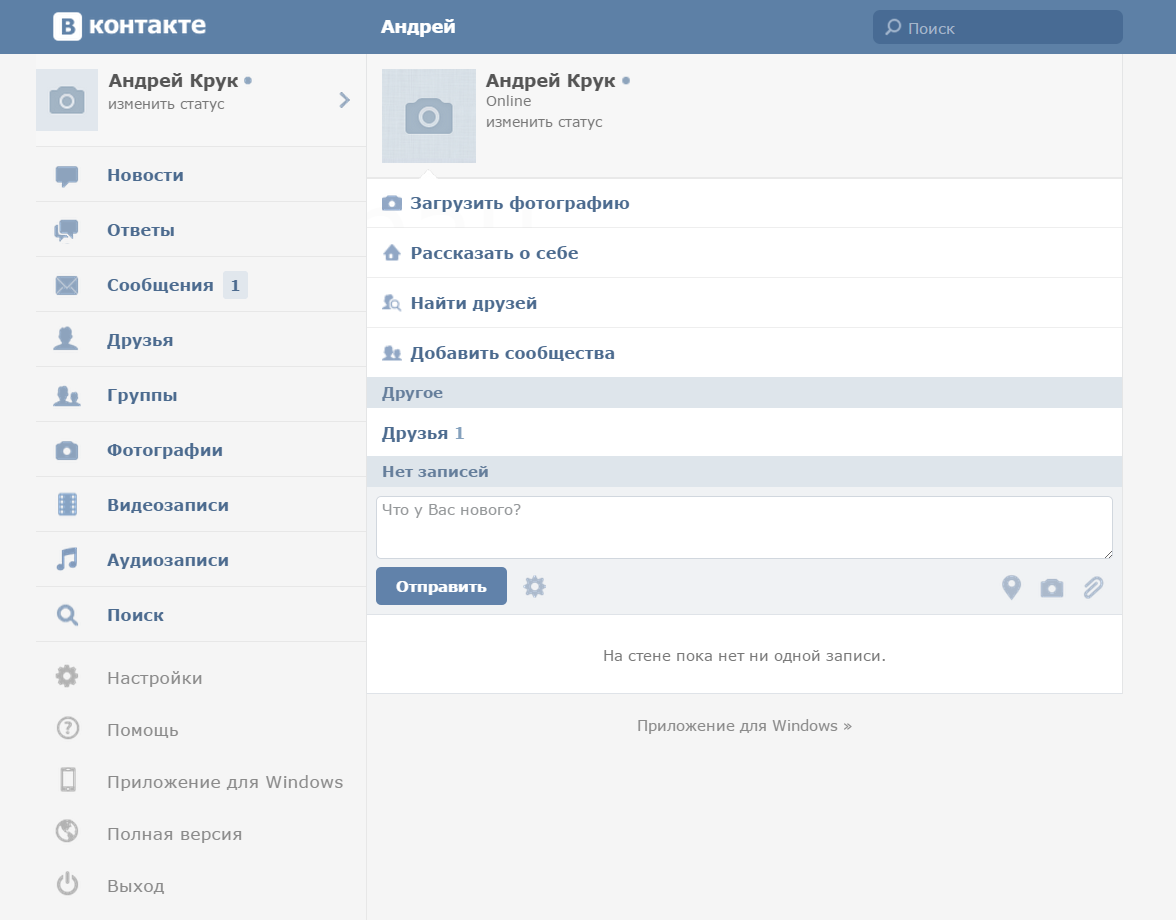 В контакте
Андрей
Поиск
Андрей Крук
изменить статус
Новости
Ответы
Сообщения 1
Друзья
Группы
Фотографии
Видеозаписи
Аудиозаписи
Поиск
Настройки
Помощь
Приложение для Windows
Полная версия
Выход
Андрей Крук
Online
изменить статус
Загрузить фотографию
Рассказать о себе
Найти друзей
Добавить сообщества
Другое
Друзья 1
Нет записей
Что у Вас нового?
Отправить
На стене пока нет ни одной записи.
Приложение для Windows »